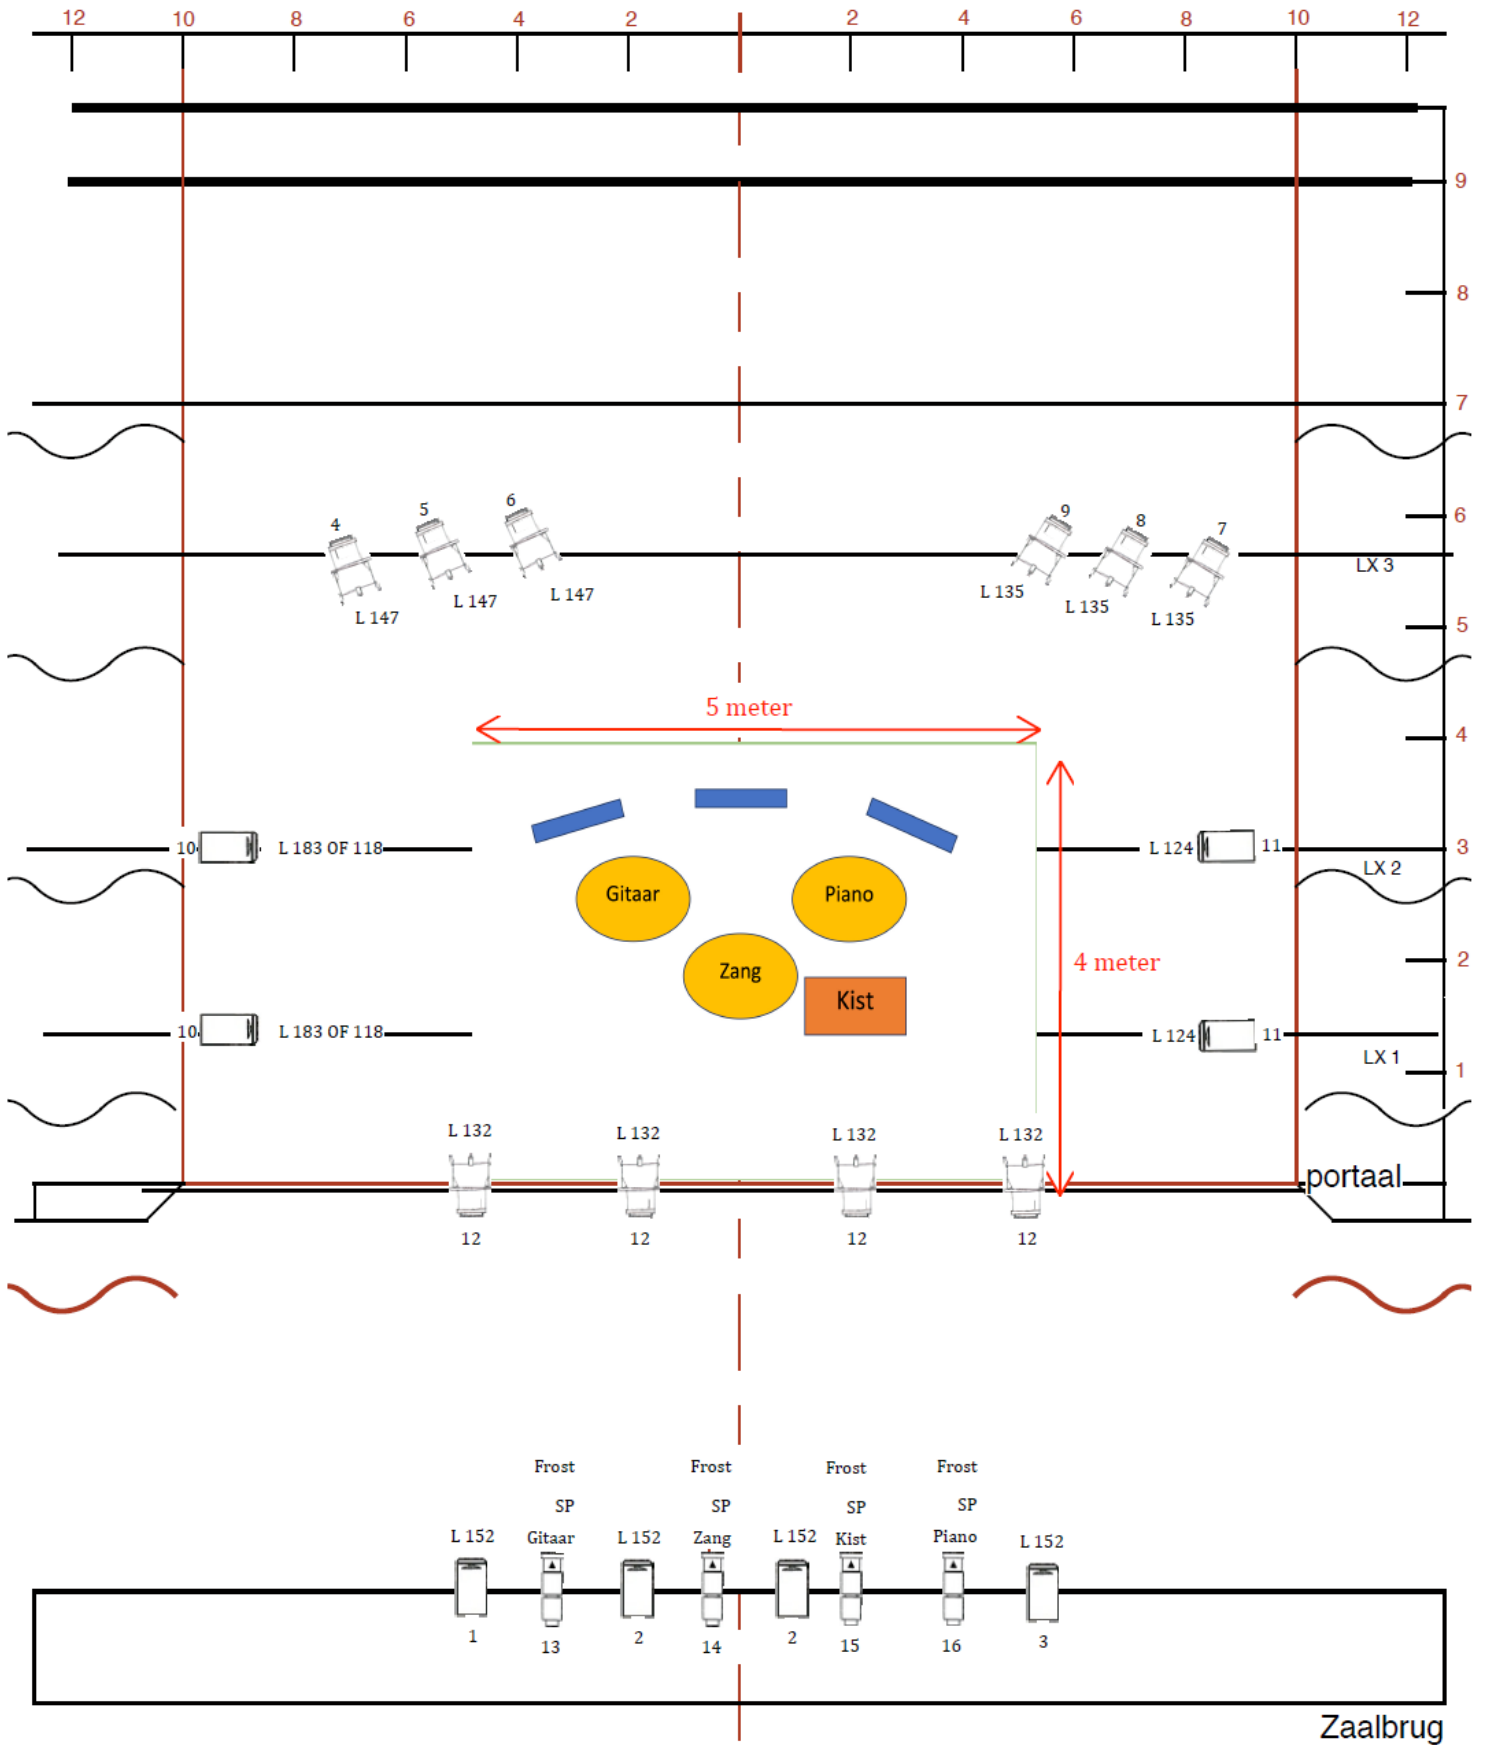 12 10 8 6 4 2 2 4 6 8 10 12
9
8
7
6
4 5 6 9 8 7
LX 3
L 147 L 147 L 147 L 135 L 135 L 135
5
5 meter
4
10 L 183 OF 118 L 124 11 3
LX 2
Gitaar Piano
4 meter 2
Zang
Kist
10 L 183 OF 118 L 124 11
LX 1
1
L 132 L 132 L 132 L 132
portaal
12 12 12 12
Frost Frost Frost Frost
SP SP SP SP
L 152 Gitaar L 152 Zang L 152 Kist Piano L 152
1 13 2 14 2 15 16 3
Zaalbrug